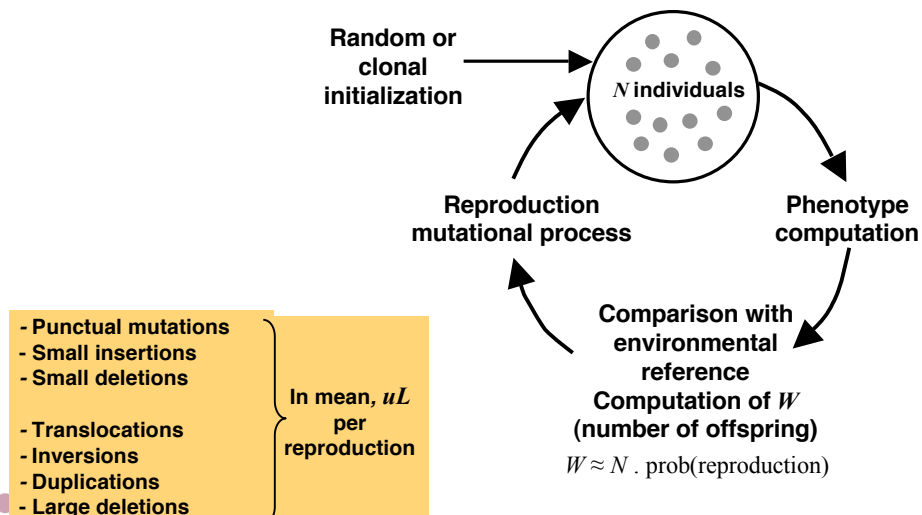 Random or
clonal
initialization
N individuals
Reproduction
mutational process
Phenotype
computation
Comparison with
environmental
reference
Computation of W
(number of offspring)
W ≈ N . prob(reproduction)
- Punctual mutations
- Small insertions
- Small deletions
- Translocations
- Inversions
- Duplications
- Large deletions
In mean, uL
per
reproduction